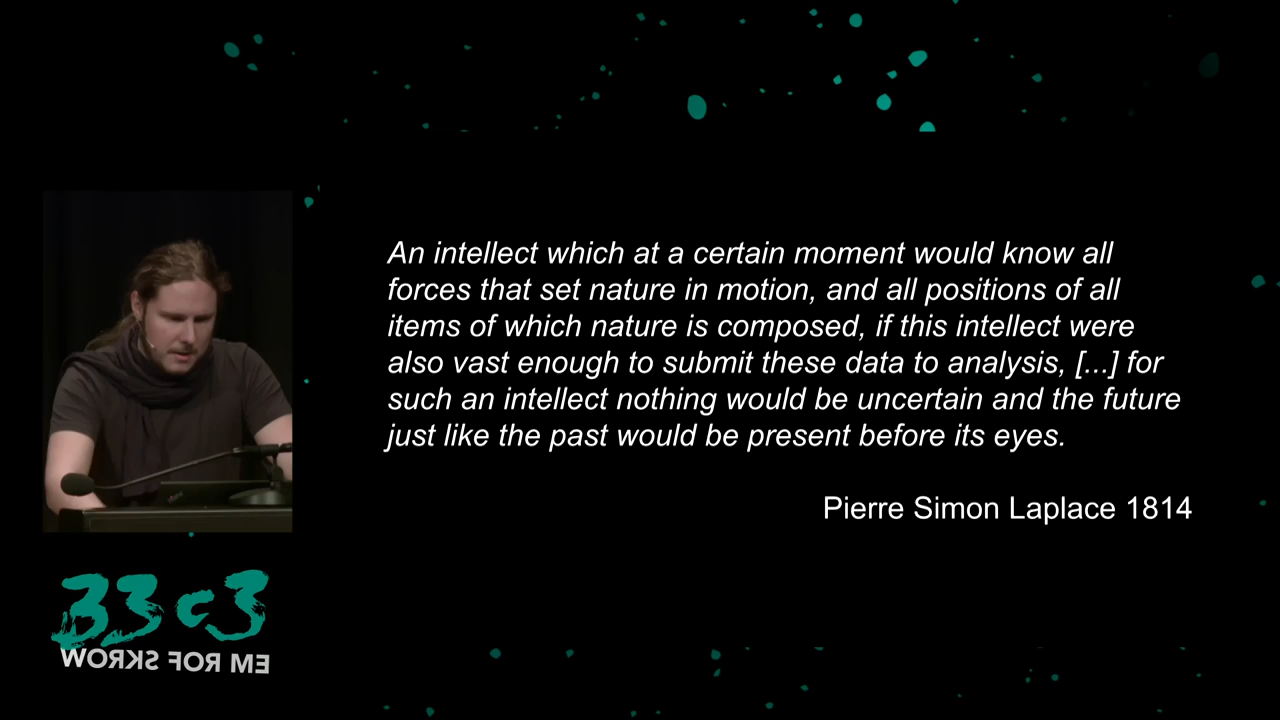 An intellect which at a certain moment would know all
forces that set nature in motion, and all positions of all
items of which nature is composed, if this intellect were
also vast enough to submit these data to analysis, [...] for
such an intellect nothing would be uncertain and the future
just like the past would be present before its eyes.
Pierre Simon Laplace 1814
33c3
WORKS FOR ME